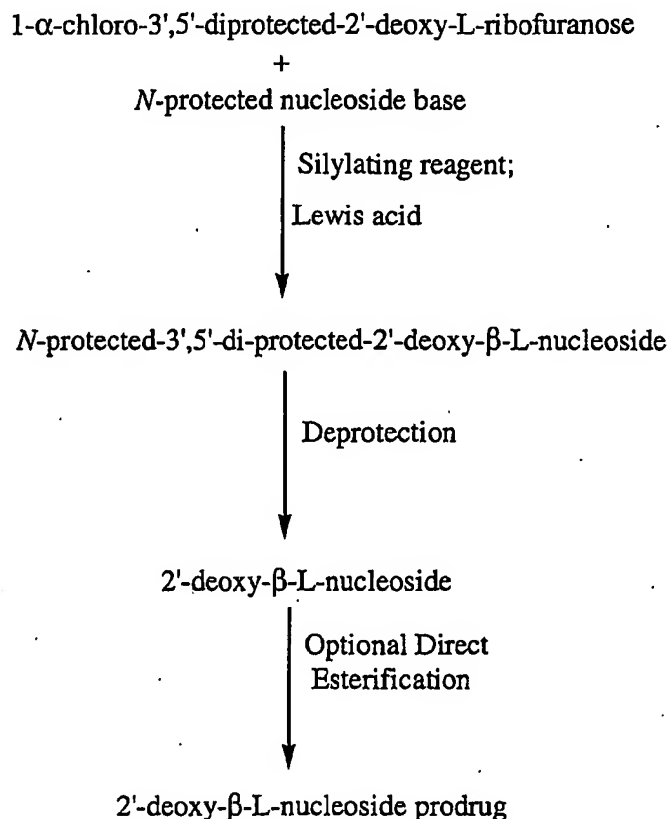 1-α-chloro-3',5'-diprotected-2'-deoxy-L-ribofuranose
+
N-protected nucleoside base
Silylating reagent;
Lewis acid
N-protected-3',5'-di-protected-2'-deoxy-β-L-nucleoside
Deprotection
2'-deoxy-β-L-nucleoside
Optional Direct
Esterification
2'-deoxy-β-L-nucleoside prodrug